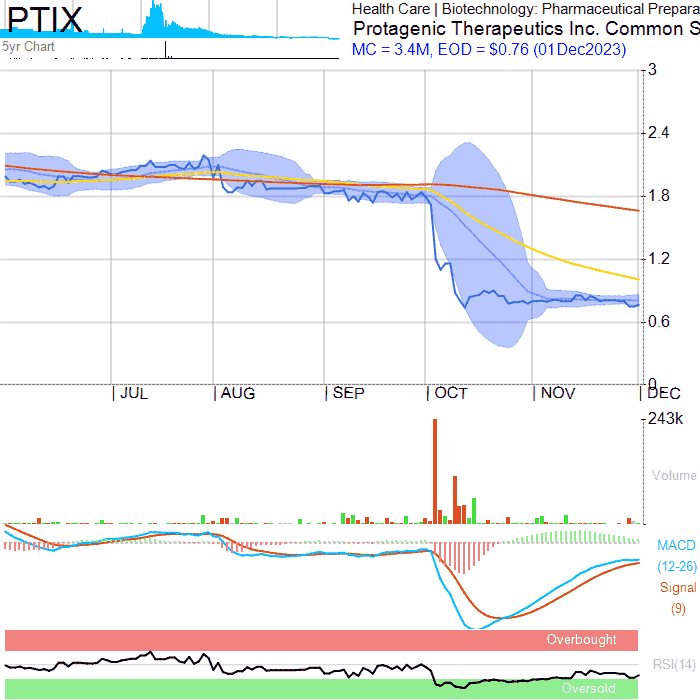 PTIX
5yr Chart
Health Care | Biotechnology: Pharmaceutical Prepara
Protagenic Therapeutics Inc. Common S
MC = 3.4M, EOD = $0.76 (01Dec2023)
3
2.4
1.8
1.2
0.6
0
JUL AUG SEP OCT NOV DEC
243k
Volume
MACD
(12-26)
Signal
(9)
Overbought
RSI(14)
Oversold